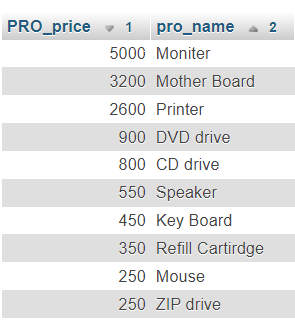 PRO_price 1 pro_name 2
5000 Moniter
3200 Mother Board
2600 Printer
900 DVD drive
800 CD drive
550 Speaker
450 Key Board
350 Refill Cartirdge
250 Mouse
250 ZIP drive